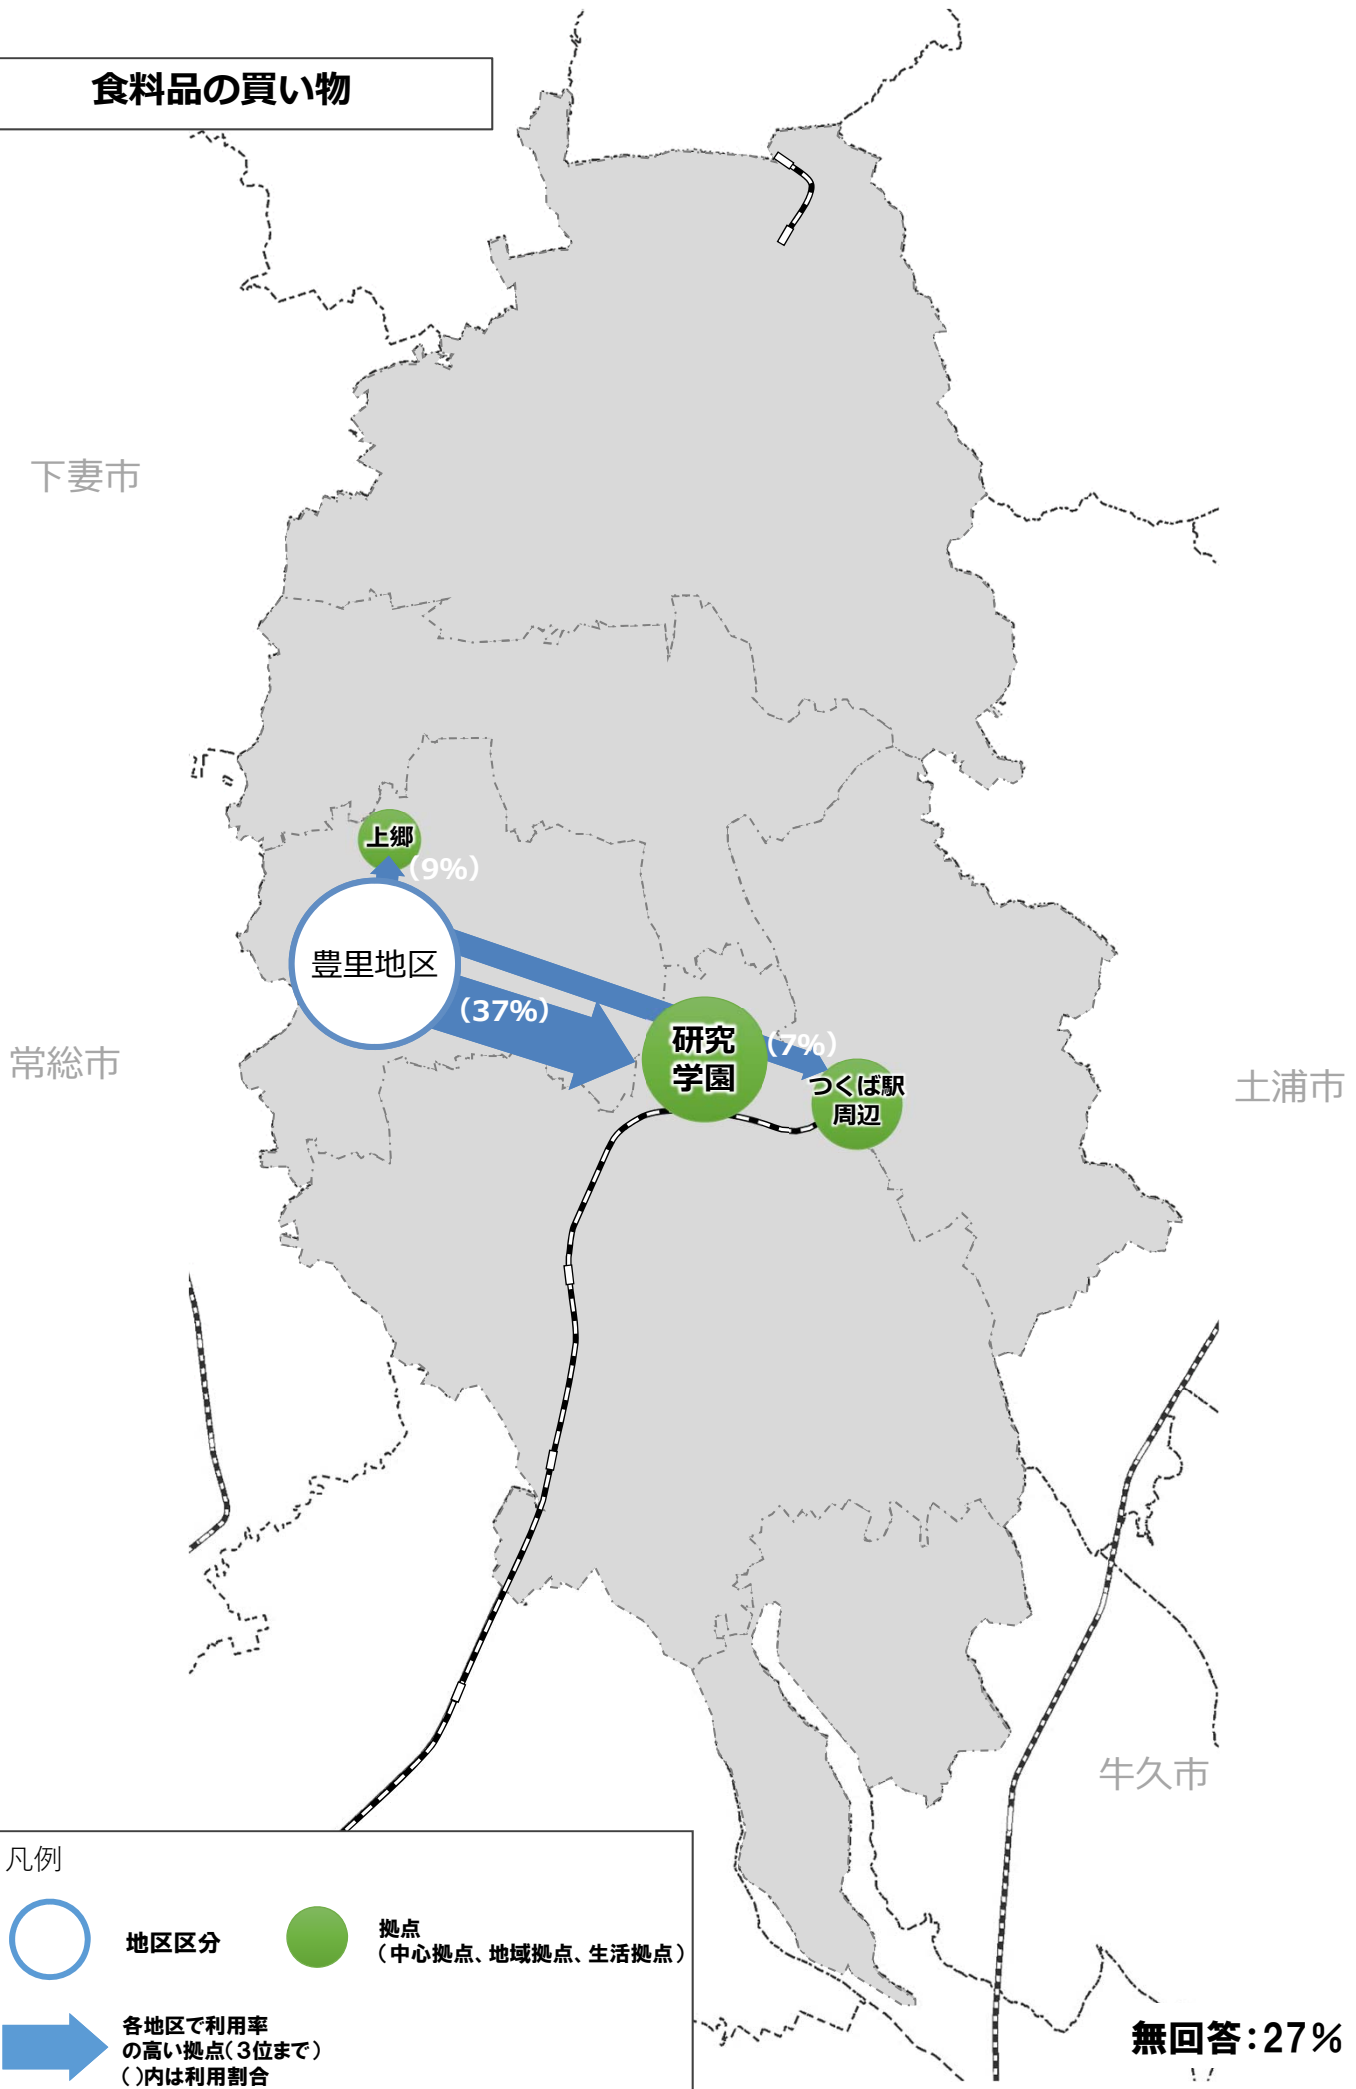 食料品の買い物
下妻市
上郷
（9%）
豊里地区
（37%）
研究
学園
（7%）
つくば駅
周辺
常総市
土浦市
牛久市
凡例
地区区分
拠点
（中心拠点、地域拠点、生活拠点）
各地区で利用率
の高い拠点（3位まで）
（ ）内は利用割合
無回答：27%